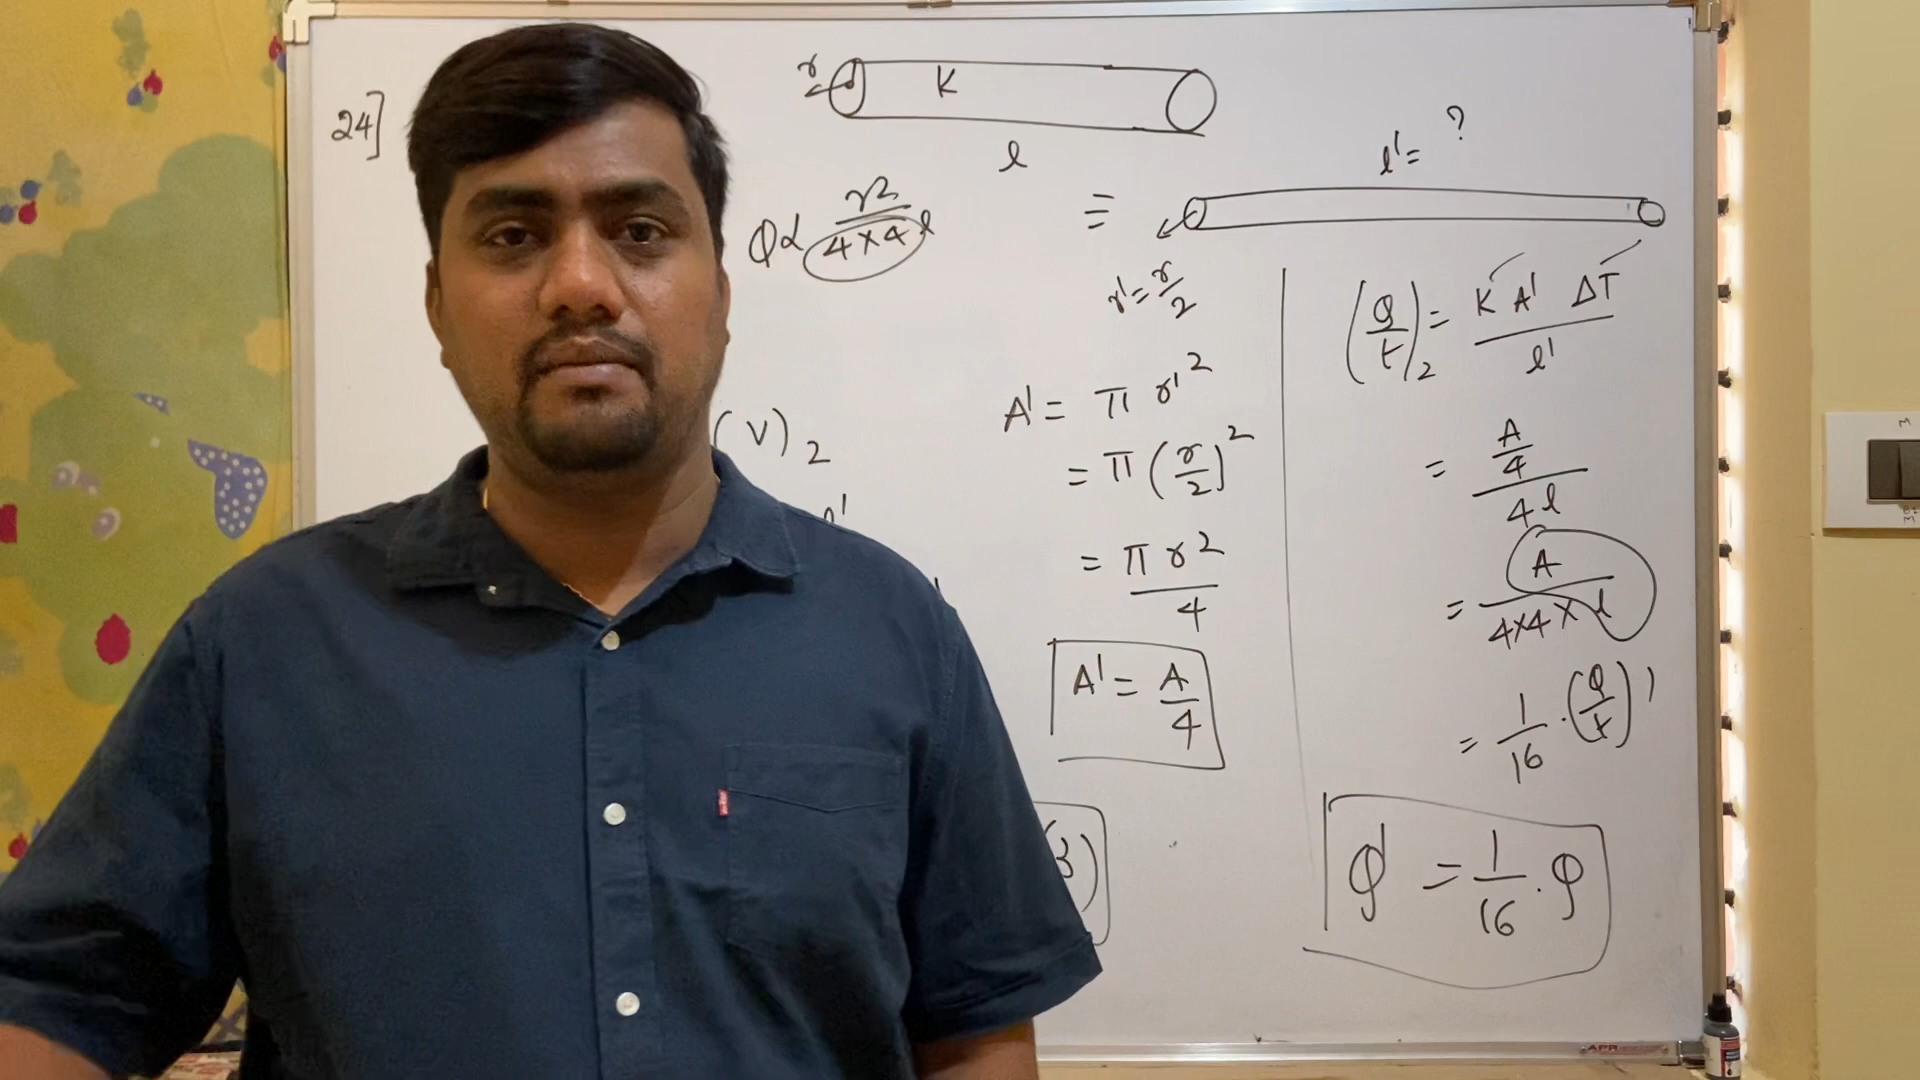 24]
r
K
l
l' = ?
Q ∝ r2 / 4×4 l
≡
r' = r/2
(Q/t)2 = K A' ΔT / l'
A' = π r'2
(V)2
= π (r/2)2
= A/4 / 4l
= π r2 / 4
= A / 4×4×l
A' = A/4
= 1/16 . (Q/t)1
3)
Q' = 1/16 . Q
APR